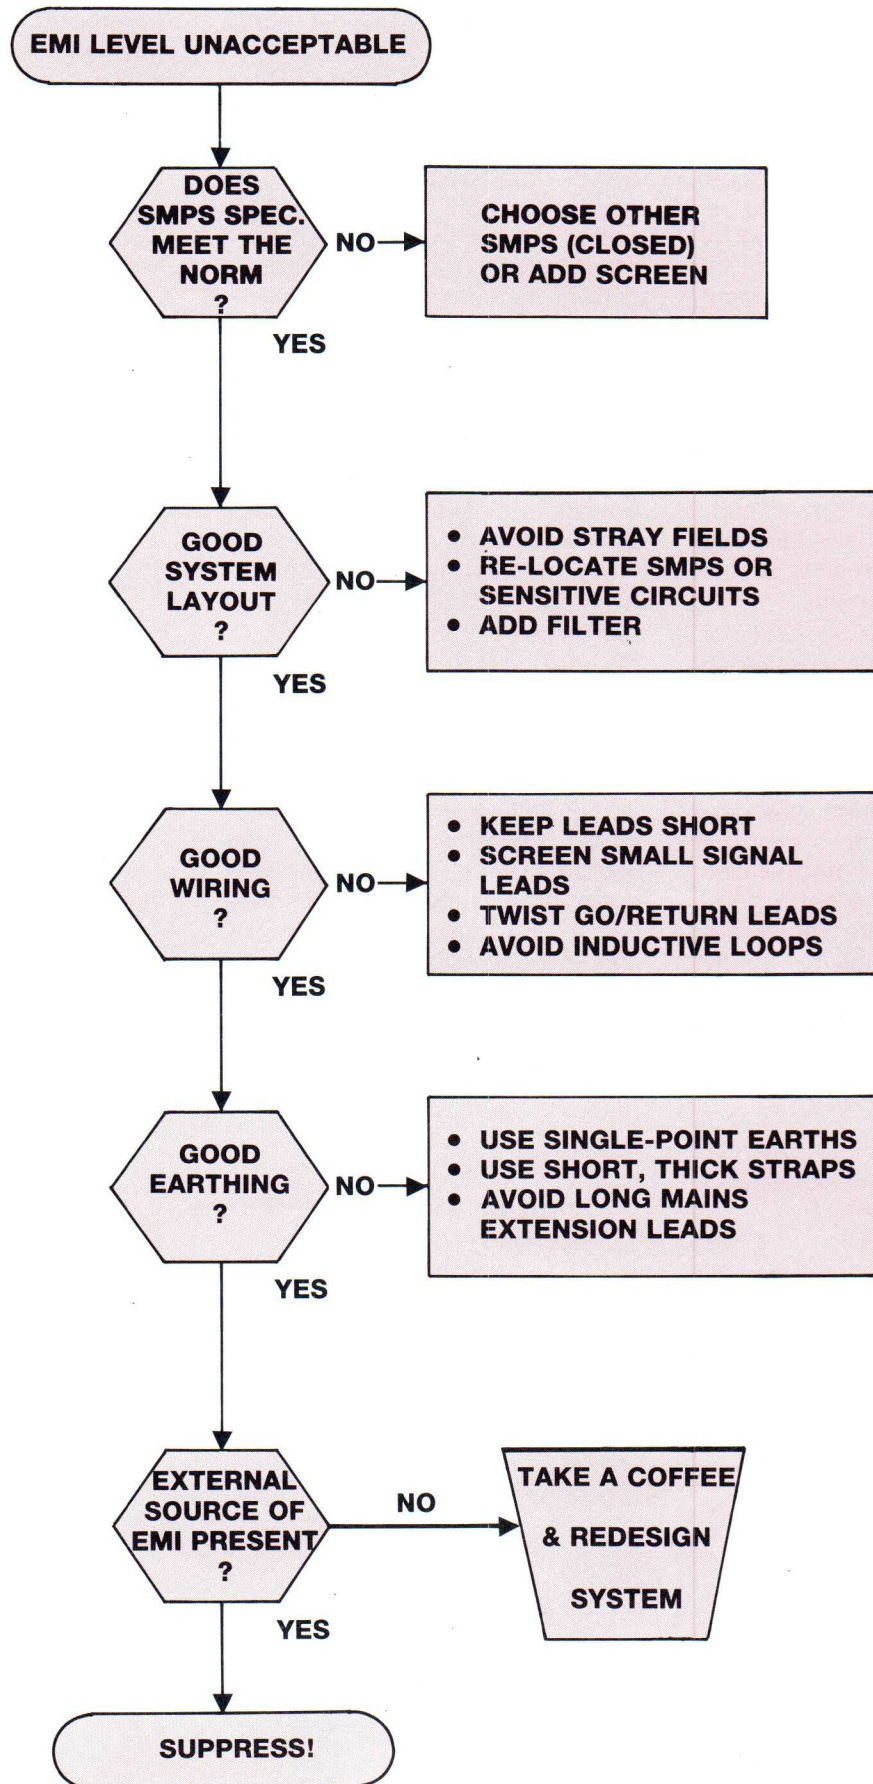 EMI LEVEL UNACCEPTABLE
DOES
SMPS SPEC.
MEET THE
NORM
?
NO
CHOOSE OTHER
SMPS (CLOSED)
OR ADD SCREEN
YES
GOOD
SYSTEM
LAYOUT
?
NO
• AVOID STRAY FIELDS
• RE-LOCATE SMPS OR
SENSITIVE CIRCUITS
• ADD FILTER
YES
GOOD
WIRING
?
NO
• KEEP LEADS SHORT
• SCREEN SMALL SIGNAL
LEADS
• TWIST GO/RETURN LEADS
• AVOID INDUCTIVE LOOPS
YES
GOOD
EARTHING
?
NO
• USE SINGLE-POINT EARTHS
• USE SHORT, THICK STRAPS
• AVOID LONG MAINS
EXTENSION LEADS
YES
EXTERNAL
SOURCE OF
EMI PRESENT
?
NO
TAKE A COFFEE
& REDESIGN
SYSTEM
YES
SUPPRESS!